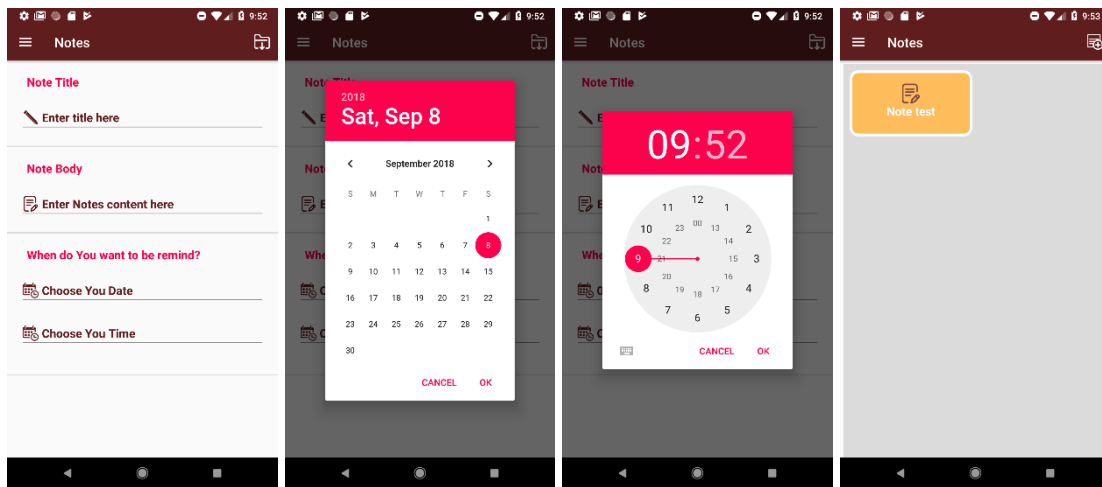 9:52
Notes
Note Title
Enter title here
Note Body
Enter Notes content here
When do You want to be remind?
Choose You Date
Choose You Time
9:52
Notes
Note Title
2018
Sat, Sep 8
September 2018
S M T W T F S
1
2 3 4 5 6 7 8
9 10 11 12 13 14 15
16 17 18 19 20 21 22
23 24 25 26 27 28 29
30
CANCEL OK
9:52
Notes
Note Title
09:52
12
11 1
00
23 13
10 2
22 14
9 21 15 3
20 16
8 4
19 17
18
7 5
6
CANCEL OK
9:53
Notes
Note test